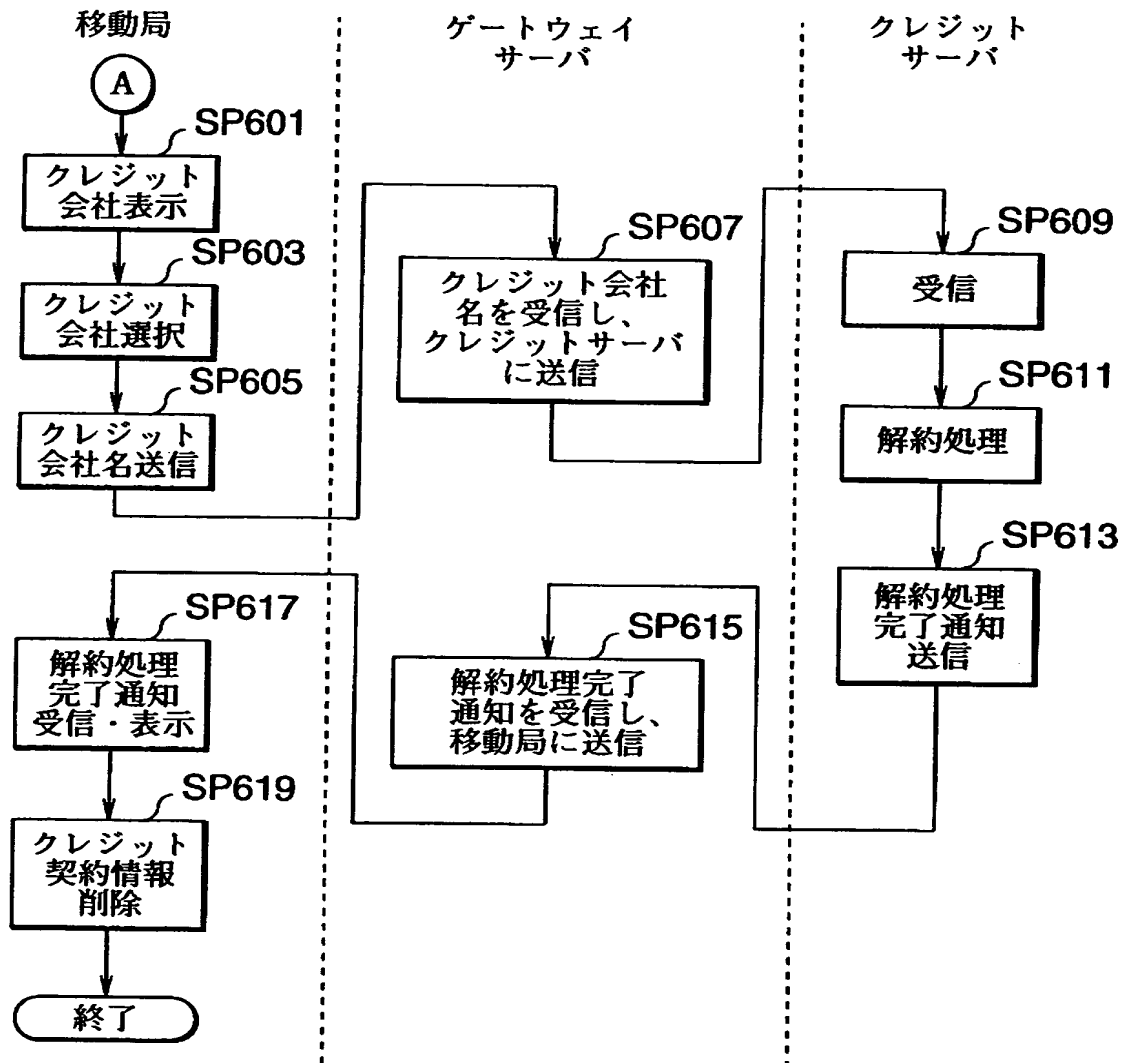 移動局
ゲートウェイ
サーバ
クレジット
サーバ
A
SP601
クレジット
会社表示
SP603
クレジット
会社選択
SP605
クレジット
会社名送信
SP607
クレジット会社
名を受信し、
クレジットサーバ
に送信
SP609
受信
SP611
解約処理
SP613
解約処理
完了通知
送信
SP615
解約処理完了
通知を受信し、
移動局に送信
SP617
解約処理
完了通知
受信・表示
SP619
クレジット
契約情報
削除
終了